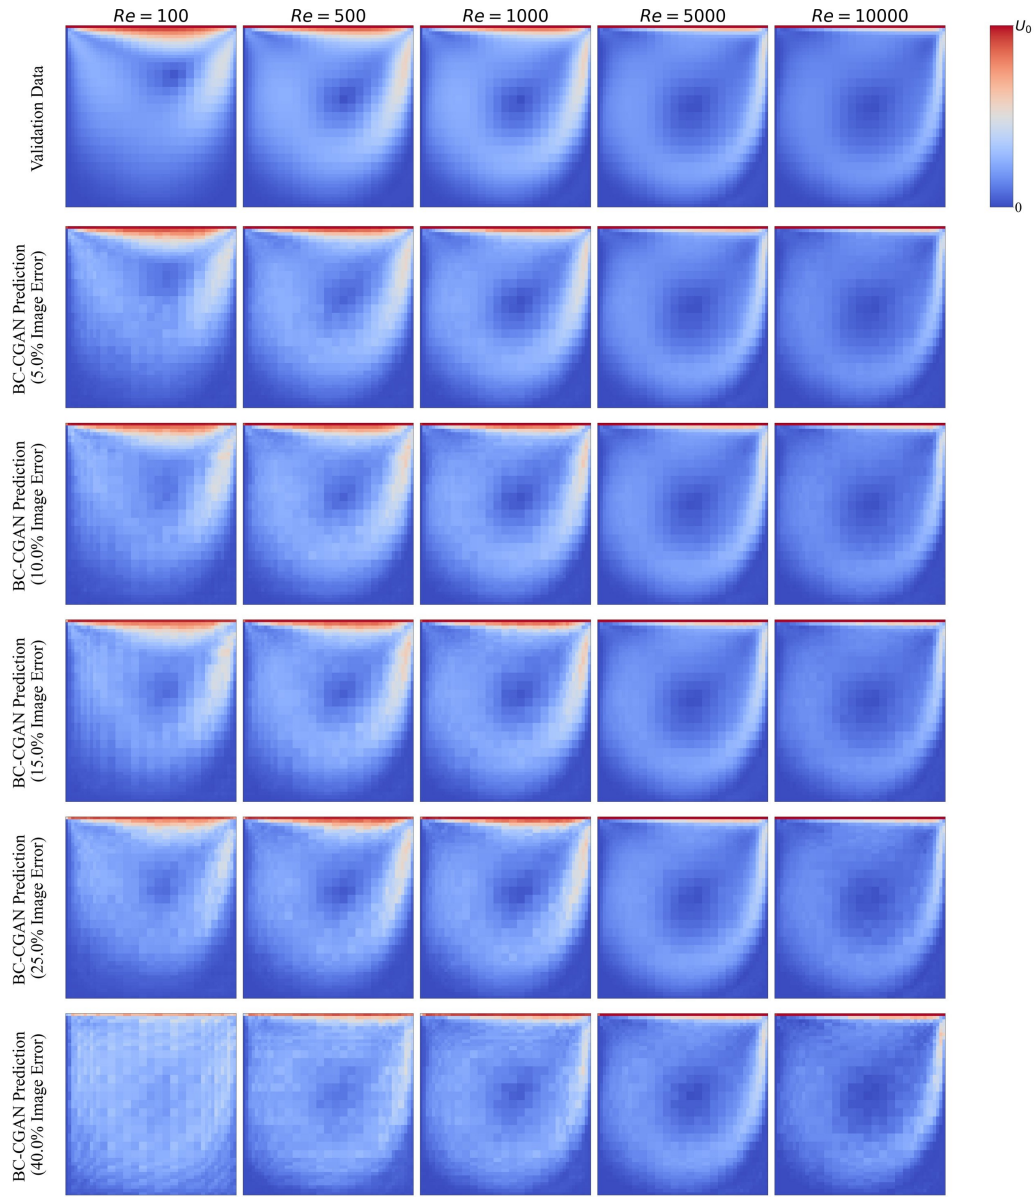 Re = 100
Re = 500
Re = 1000
Re = 5000
Re = 10000
U₀
0
Validation Data
BC-CGAN Prediction
(5.0% Image Error)
BC-CGAN Prediction
(10.0% Image Error)
BC-CGAN Prediction
(15.0% Image Error)
BC-CGAN Prediction
(25.0% Image Error)
BC-CGAN Prediction
(40.0% Image Error)